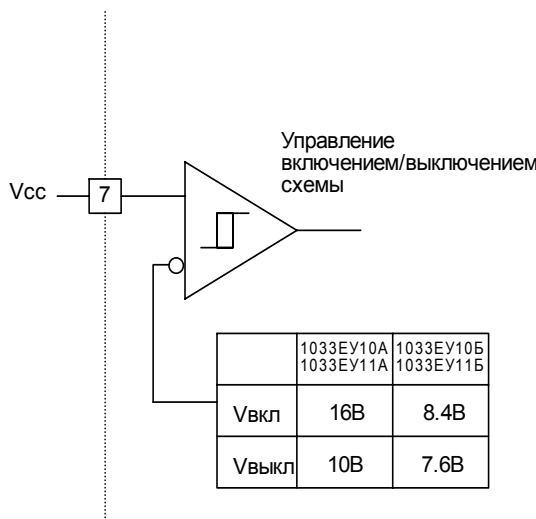 Управление
включением/выключением
схемы
Vcc
7
1033ЕУ10А 1033ЕУ10Б
1033ЕУ11А 1033ЕУ11Б
Vвкл 16В 8.4В
Vвыкл 10В 7.6В